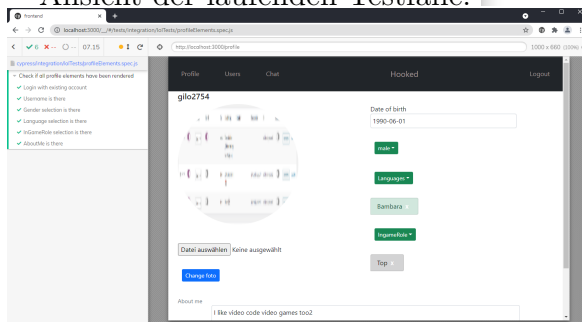 Ansicht der laufenden Testfälle.
frontend
localhost:3000/__/#/tests/integration/lolTests/profileElements.spec.js
6 -- -- 07.15 1 http://localhost:3000/profile 1000 x 660 (100%)
cypress/integration/lolTests/profileElements.spec.js
Check if all profile elements have been rendered
Login with existing account
Username is there
Gender selection is there
Language selection is there
InGameRole selection is there
AboutMe is there
Profile Users Chat Hooked Logout
gilo2754
Date of birth
1990-06-01
male
Languages
Bambara x
IngameRole
Top x
Datei auswählen Keine ausgewählt
Change foto
About me
I like video code video games too2